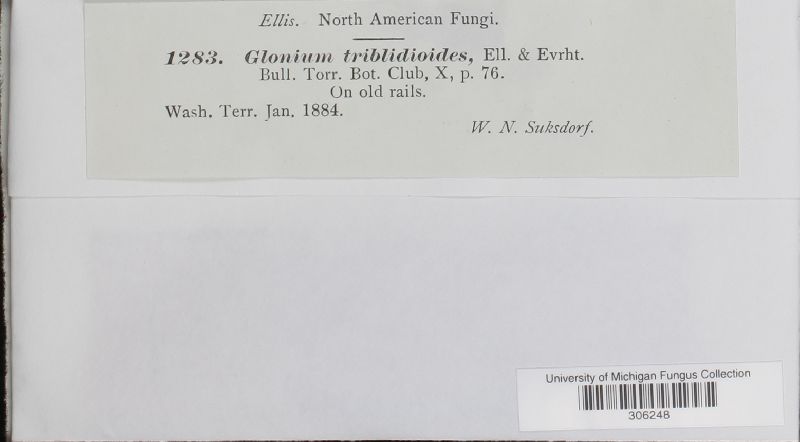 Ellis. North American Fungi.
1283. Glonium triblidioides, Ell. & Evrht.
Bull. Torr. Bot. Club, X, p. 76.
On old rails.
Wash. Terr. Jan. 1884.
W. N. Suksdorf.
University of Michigan Fungus Collection
306248